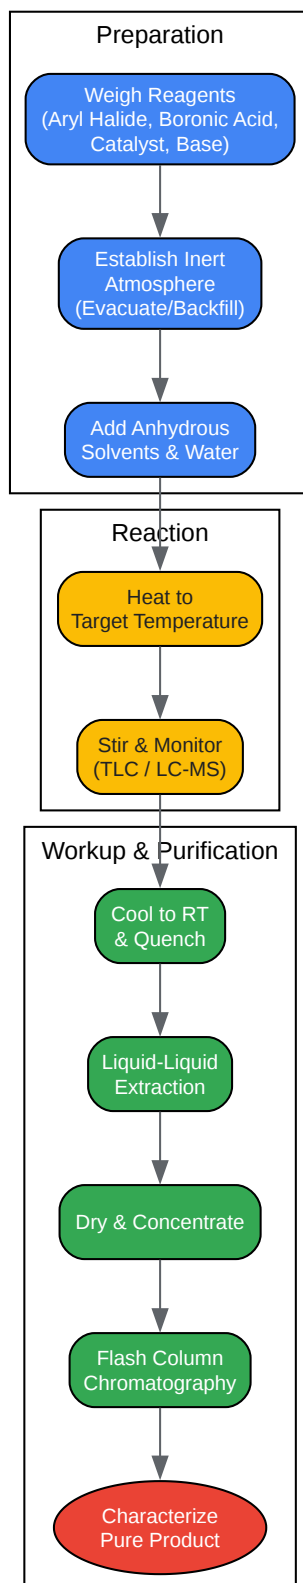 Preparation
Weigh Reagents
(Aryl Halide, Boronic Acid,
Catalyst, Base)
Establish Inert
Atmosphere
(Evacuate/Backfill)
Add Anhydrous
Solvents & Water
Reaction
Heat to
Target Temperature
Stir & Monitor
(TLC / LC-MS)
Workup & Purification
Cool to RT
& Quench
Liquid-Liquid
Extraction
Dry & Concentrate
Flash Column
Chromatography
Characterize
Pure Product